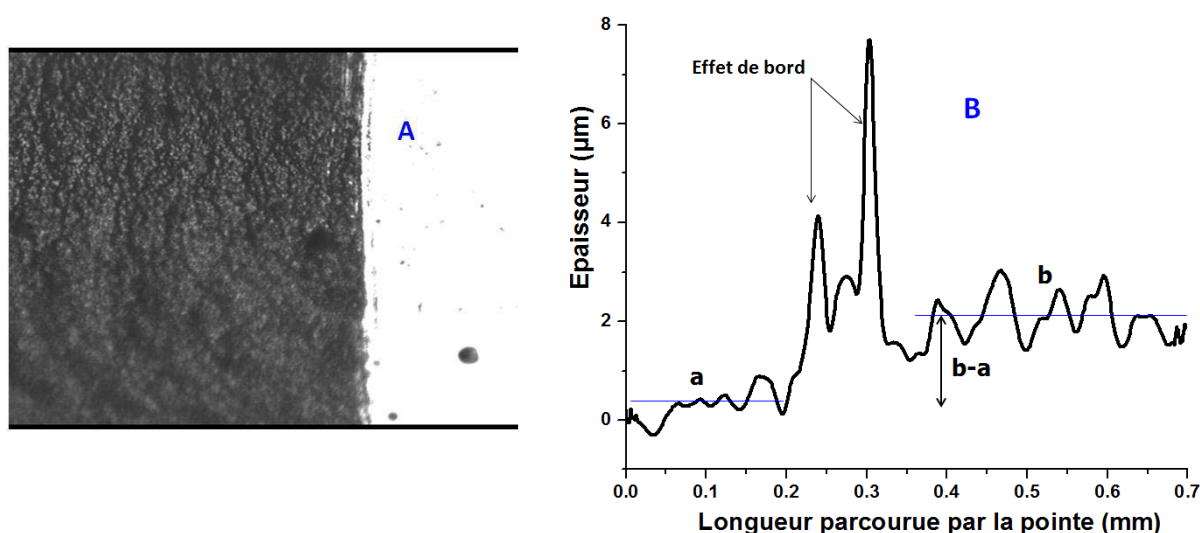 A
Effet de bord
B
a
b
b-a
Epaisseur (µm)
8
6
4
2
0
0.0 0.1 0.2 0.3 0.4 0.5 0.6 0.7
Longueur parcourue par la pointe (mm)